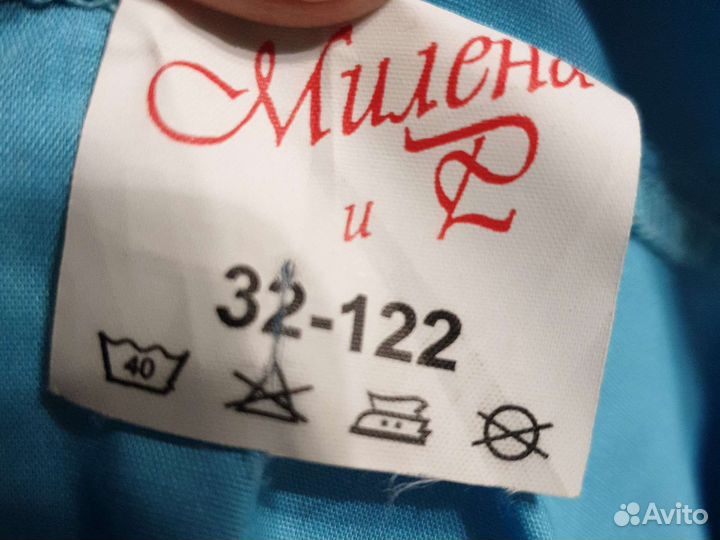 Милена
и Р
32-122
40
Avito